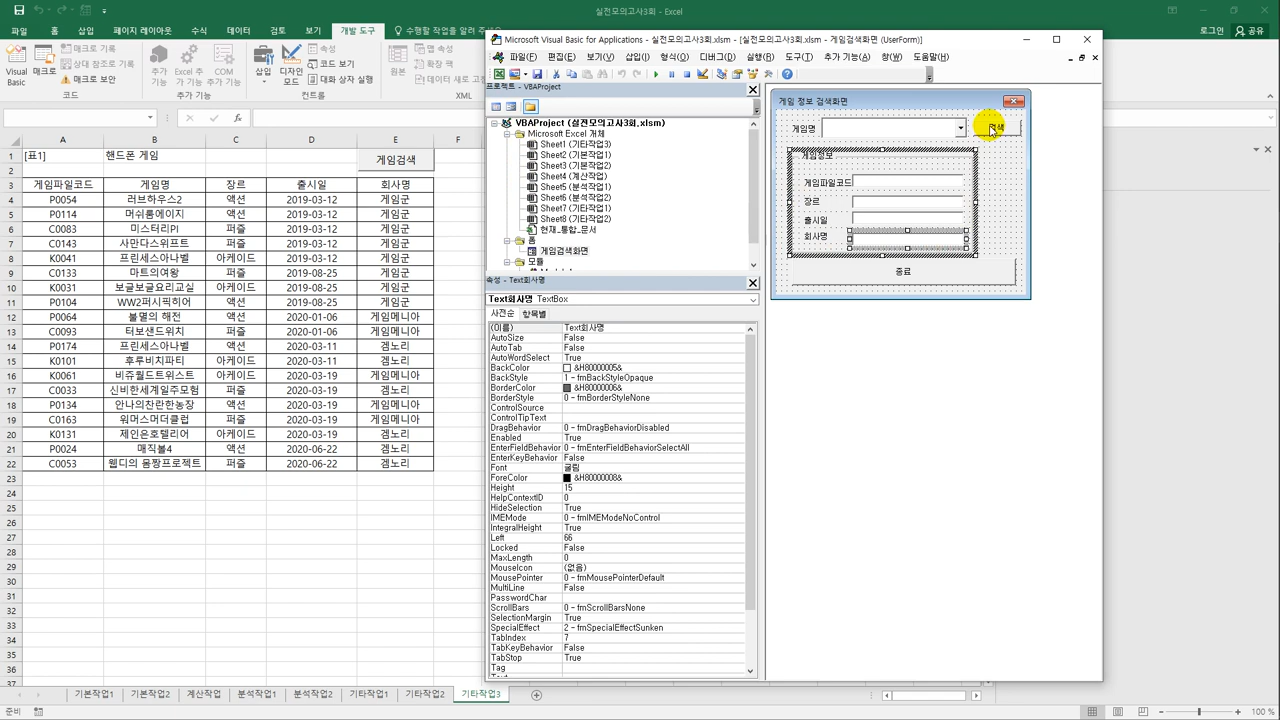 실전모의고사3회 - Excel
파일 홈 삽입 페이지 레이아웃 수식 데이터 검토 보기 개발 도구 수행할 작업을 알려 주세요 로그인 공유
Visual Basic
매크로
매크로 기록
상대 참조로 기록
매크로 보안
코드
추가 기능
Excel 추가 기능
COM 추가 기능
추가 기능
삽입
디자인 모드
속성
코드 보기
대화 상자 실행
컨트롤
원본
맵 속성
확장 팩
데이터 새로 고
XML
A B C D E F
[표1] 핸드폰 게임
게임검색
게임파일코드 게임명 장르 출시일 회사명
P0054 러브하우스2 액션 2019-03-12 게임군
P0114 머쉬룸에이지 액션 2019-03-12 게임군
C0083 미스터리PI 퍼즐 2019-03-12 게임군
C0143 사만다스위프트 퍼즐 2019-03-12 게임군
K0041 프린세스아나벨 아케이드 2019-03-12 게임군
C0133 마트의여왕 퍼즐 2019-08-25 게임군
K0031 보글보글요리교실 아케이드 2019-08-25 게임군
P0104 WW2퍼시픽히어 액션 2019-08-25 게임군
P0064 불멸의 해전 액션 2020-01-06 게임메니아
C0093 터보샌드위치 퍼즐 2020-01-06 게임메니아
P0174 프린세스아나벨 액션 2020-03-11 겜노리
K0101 후루비치파티 아케이드 2020-03-11 겜노리
K0061 비쥬월드트위스트 아케이드 2020-03-19 게임메니아
C0033 신비한세계일주모험 퍼즐 2020-03-19 겜노리
P0134 안나의찬란한농장 액션 2020-03-19 게임메니아
C0163 워머스머더클럽 퍼즐 2020-03-19 게임메니아
K0131 제인은호텔리어 아케이드 2020-03-19 겜노리
P0024 매직볼4 액션 2020-06-22 겜노리
C0053 웹디의 몸짱프로젝트 퍼즐 2020-06-22 겜노리
기본작업1 기본작업2 계산작업 분석작업1 분석작업2 기타작업1 기타작업2 기타작업3
준비
100 %
Microsoft Visual Basic for Applications - 실전모의고사3회.xlsm - [실전모의고사3회.xlsm - 게임검색화면 (UserForm)]
파일(F) 편집(E) 보기(V) 삽입(I) 형식(O) 디버그(D) 실행(R) 도구(T) 추가 기능(A) 창(W) 도움말(H)
프로젝트 - VBAProject
VBAProject (실전모의고사3회.xlsm)
Microsoft Excel 개체
Sheet1 (기타작업3)
Sheet2 (기본작업1)
Sheet3 (기본작업2)
Sheet4 (계산작업)
Sheet5 (분석작업1)
Sheet6 (분석작업2)
Sheet7 (기타작업1)
Sheet8 (기타작업2)
현재_통합_문서
폼
게임검색화면
모듈
속성 - Text회사명
Text회사명 TextBox
사전순 항목별
(이름) Text회사명
AutoSize False
AutoTab False
AutoWordSelect True
BackColor &H80000005&
BackStyle 1 - fmBackStyleOpaque
BorderColor &H80000006&
BorderStyle 0 - fmBorderStyleNone
ControlSource
ControlTipText
DragBehavior 0 - fmDragBehaviorDisabled
Enabled True
EnterFieldBehavior 0 - fmEnterFieldBehaviorSelectAll
EnterKeyBehavior False
Font 굴림
ForeColor &H80000008&
Height 15
HelpContextID 0
HideSelection True
IMEMode 0 - fmIMEModeNoControl
IntegralHeight True
Left 66
Locked False
MaxLength 0
MouseIcon (없음)
MousePointer 0 - fmMousePointerDefault
MultiLine False
PasswordChar
ScrollBars 0 - fmScrollBarsNone
SelectionMargin True
SpecialEffect 2 - fmSpecialEffectSunken
TabIndex 7
TabKeyBehavior False
TabStop True
Tag
게임 정보 검색화면
게임명
검색
게임정보
게임파일코드
장르
출시일
회사명
종료